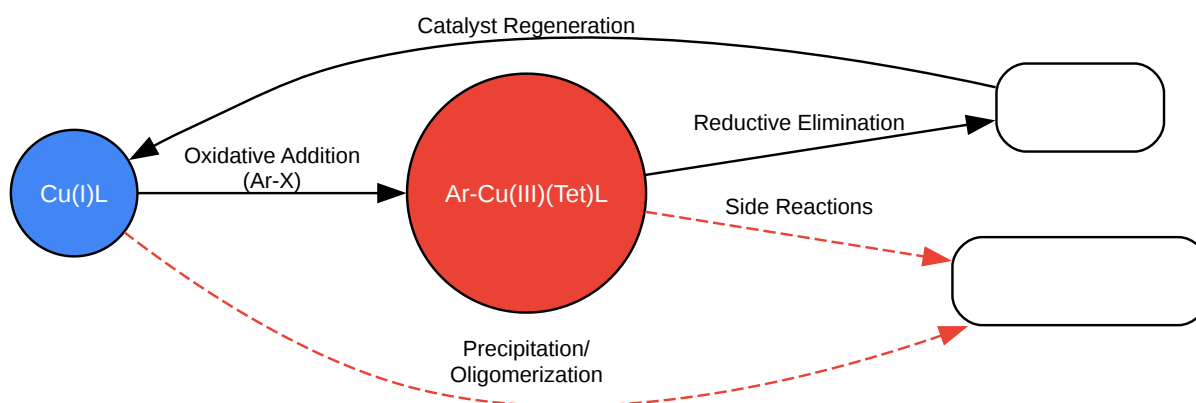 Catalyst Regeneration
Reductive Elimination
Oxidative Addition
(Ar-X)
Cu(I)L
Ar-Cu(III)(Tet)L
Side Reactions
Precipitation/
Oligomerization